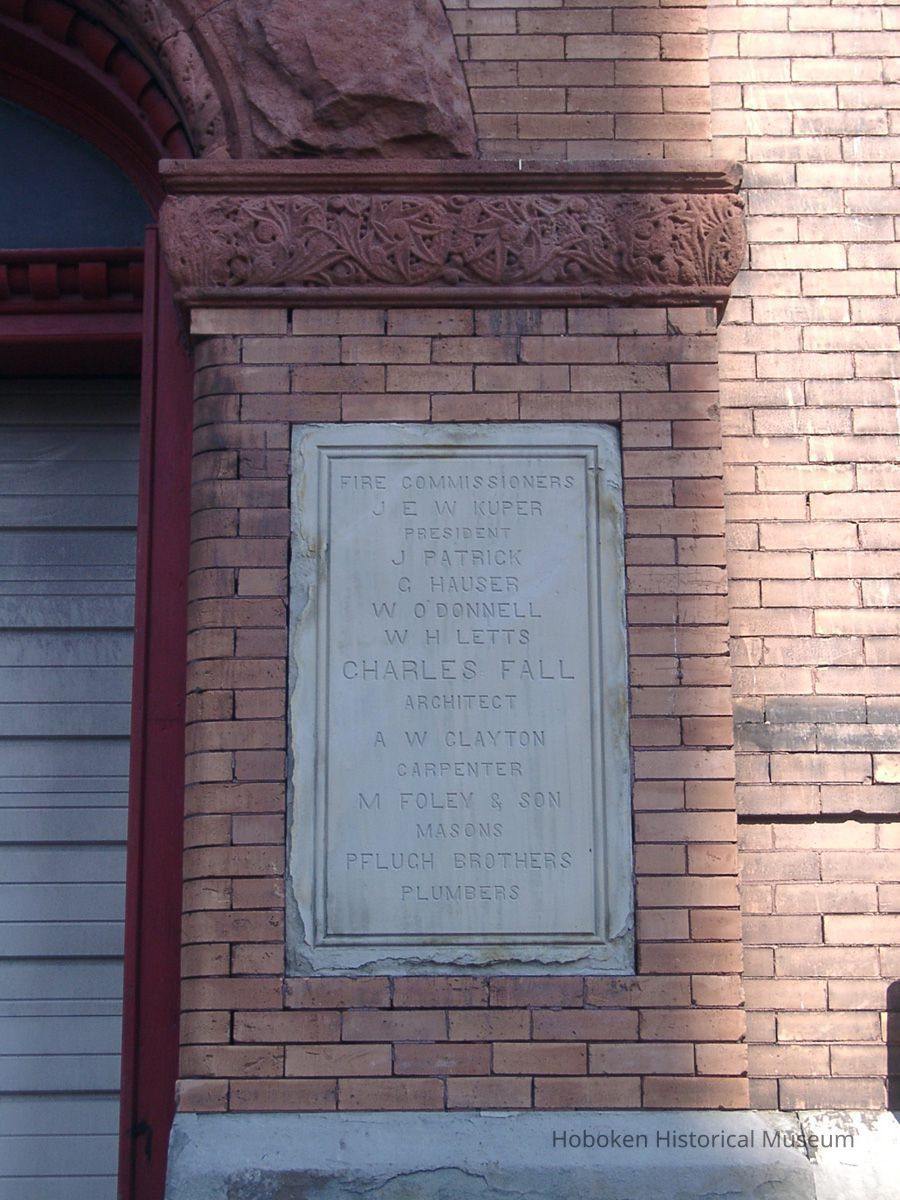 FIRE COMMISSIONERS
J E W KUPER
PRESIDENT
J PATRICK
G HAUSER
W O'DONNELL
W H LETTS
CHARLES FALL
ARCHITECT
A W CLAYTON
CARPENTER
M FOLEY & SON
MASONS
PFLUGH BROTHERS
PLUMBERS
Hoboken Historical Museum